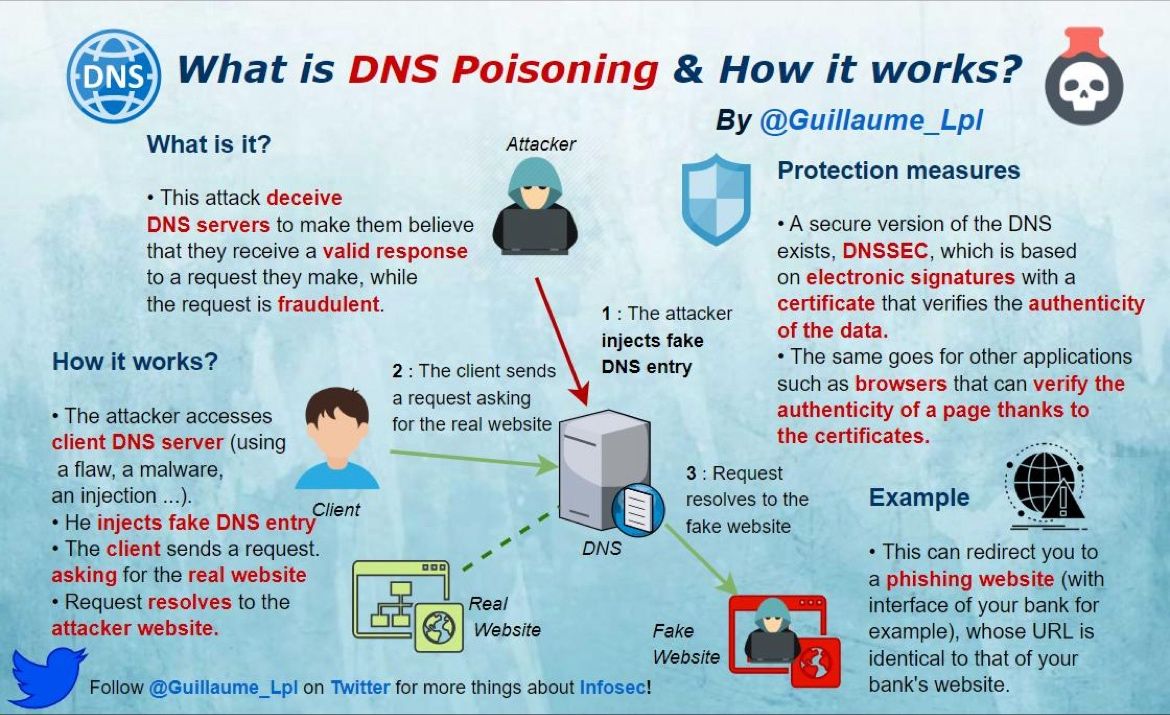 DNS
What is DNS Poisoning & How it works?
By @Guillaume_Lpl
What is it?
• This attack deceive
DNS servers to make them believe
that they receive a valid response
to a request they make, while
the request is fraudulent.
How it works?
• The attacker accesses
client DNS server (using
a flaw, a malware,
an injection ...).
• He injects fake DNS entry
• The client sends a request.
asking for the real website
• Request resolves to the
attacker website.
Attacker
1 : The attacker
injects fake
DNS entry
2 : The client sends
a request asking
for the real website
Client
DNS
3 : Request
resolves to the
fake website
Real
Website
Fake
Website
Protection measures
• A secure version of the DNS
exists, DNSSEC, which is based
on electronic signatures with a
certificate that verifies the authenticity
of the data.
• The same goes for other applications
such as browsers that can verify the
authenticity of a page thanks to
the certificates.
Example
• This can redirect you to
a phishing website (with
interface of your bank for
example), whose URL is
identical to that of your
bank's website.
Follow @Guillaume_Lpl on Twitter for more things about Infosec!